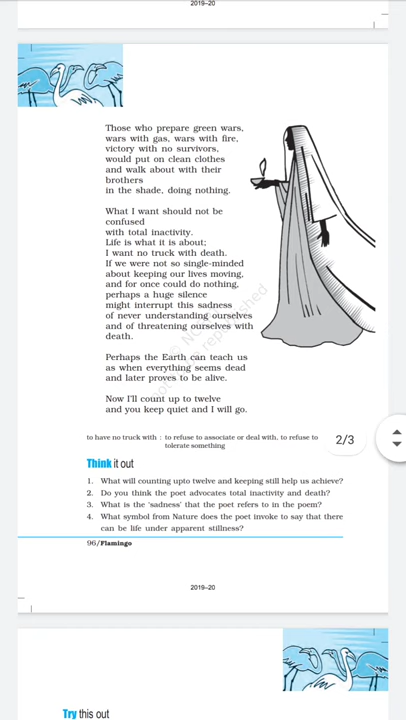 2019–20
Those who prepare green wars,
wars with gas, wars with fire,
victory with no survivors,
would put on clean clothes
and walk about with their
brothers
in the shade, doing nothing.
What I want should not be
confused
with total inactivity.
Life is what it is about;
I want no truck with death.
If we were not so single-minded
about keeping our lives moving,
and for once could do nothing,
perhaps a huge silence
might interrupt this sadness
of never understanding ourselves
and of threatening ourselves with
death.
Perhaps the Earth can teach us
as when everything seems dead
and later proves to be alive.
Now I'll count up to twelve
and you keep quiet and I will go.
to have no truck with : to refuse to associate or deal with, to refuse to
tolerate something
2/3
Think it out
1. What will counting upto twelve and keeping still help us achieve?
2. Do you think the poet advocates total inactivity and death?
3. What is the 'sadness' that the poet refers to in the poem?
4. What symbol from Nature does the poet invoke to say that there
can be life under apparent stillness?
96/Flamingo
2019–20
Try this out